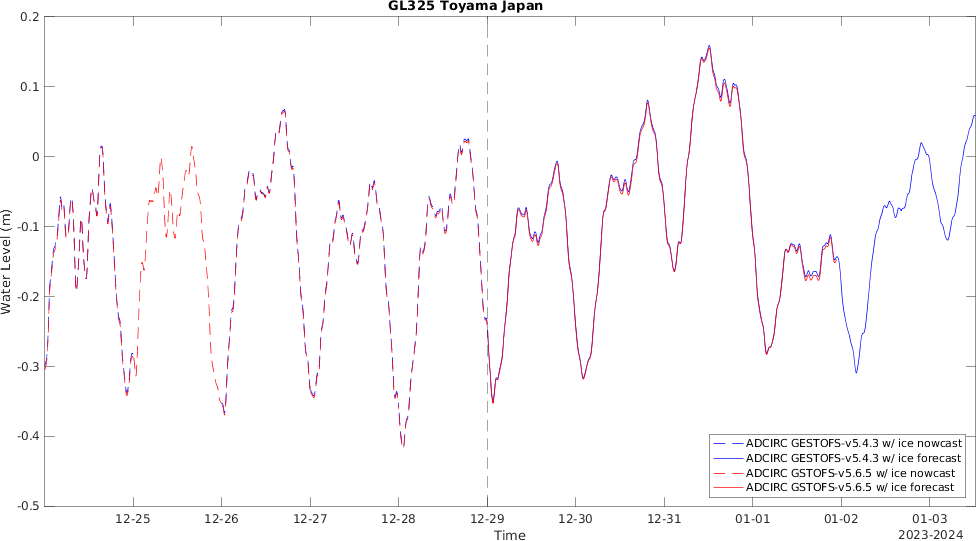 GL325 Toyama Japan
0.2
0.1
0
-0.1
-0.2
-0.3
-0.4
-0.5
Water Level (m)
ADCIRC GESTOFS-v5.4.3 w/ ice nowcast
ADCIRC GESTOFS-v5.4.3 w/ ice forecast
ADCIRC GSTOFS-v5.6.5 w/ ice nowcast
ADCIRC GSTOFS-v5.6.5 w/ ice forecast
12-25 12-26 12-27 12-28 12-29 12-30 12-31 01-01 01-02 01-03
Time
2023-2024